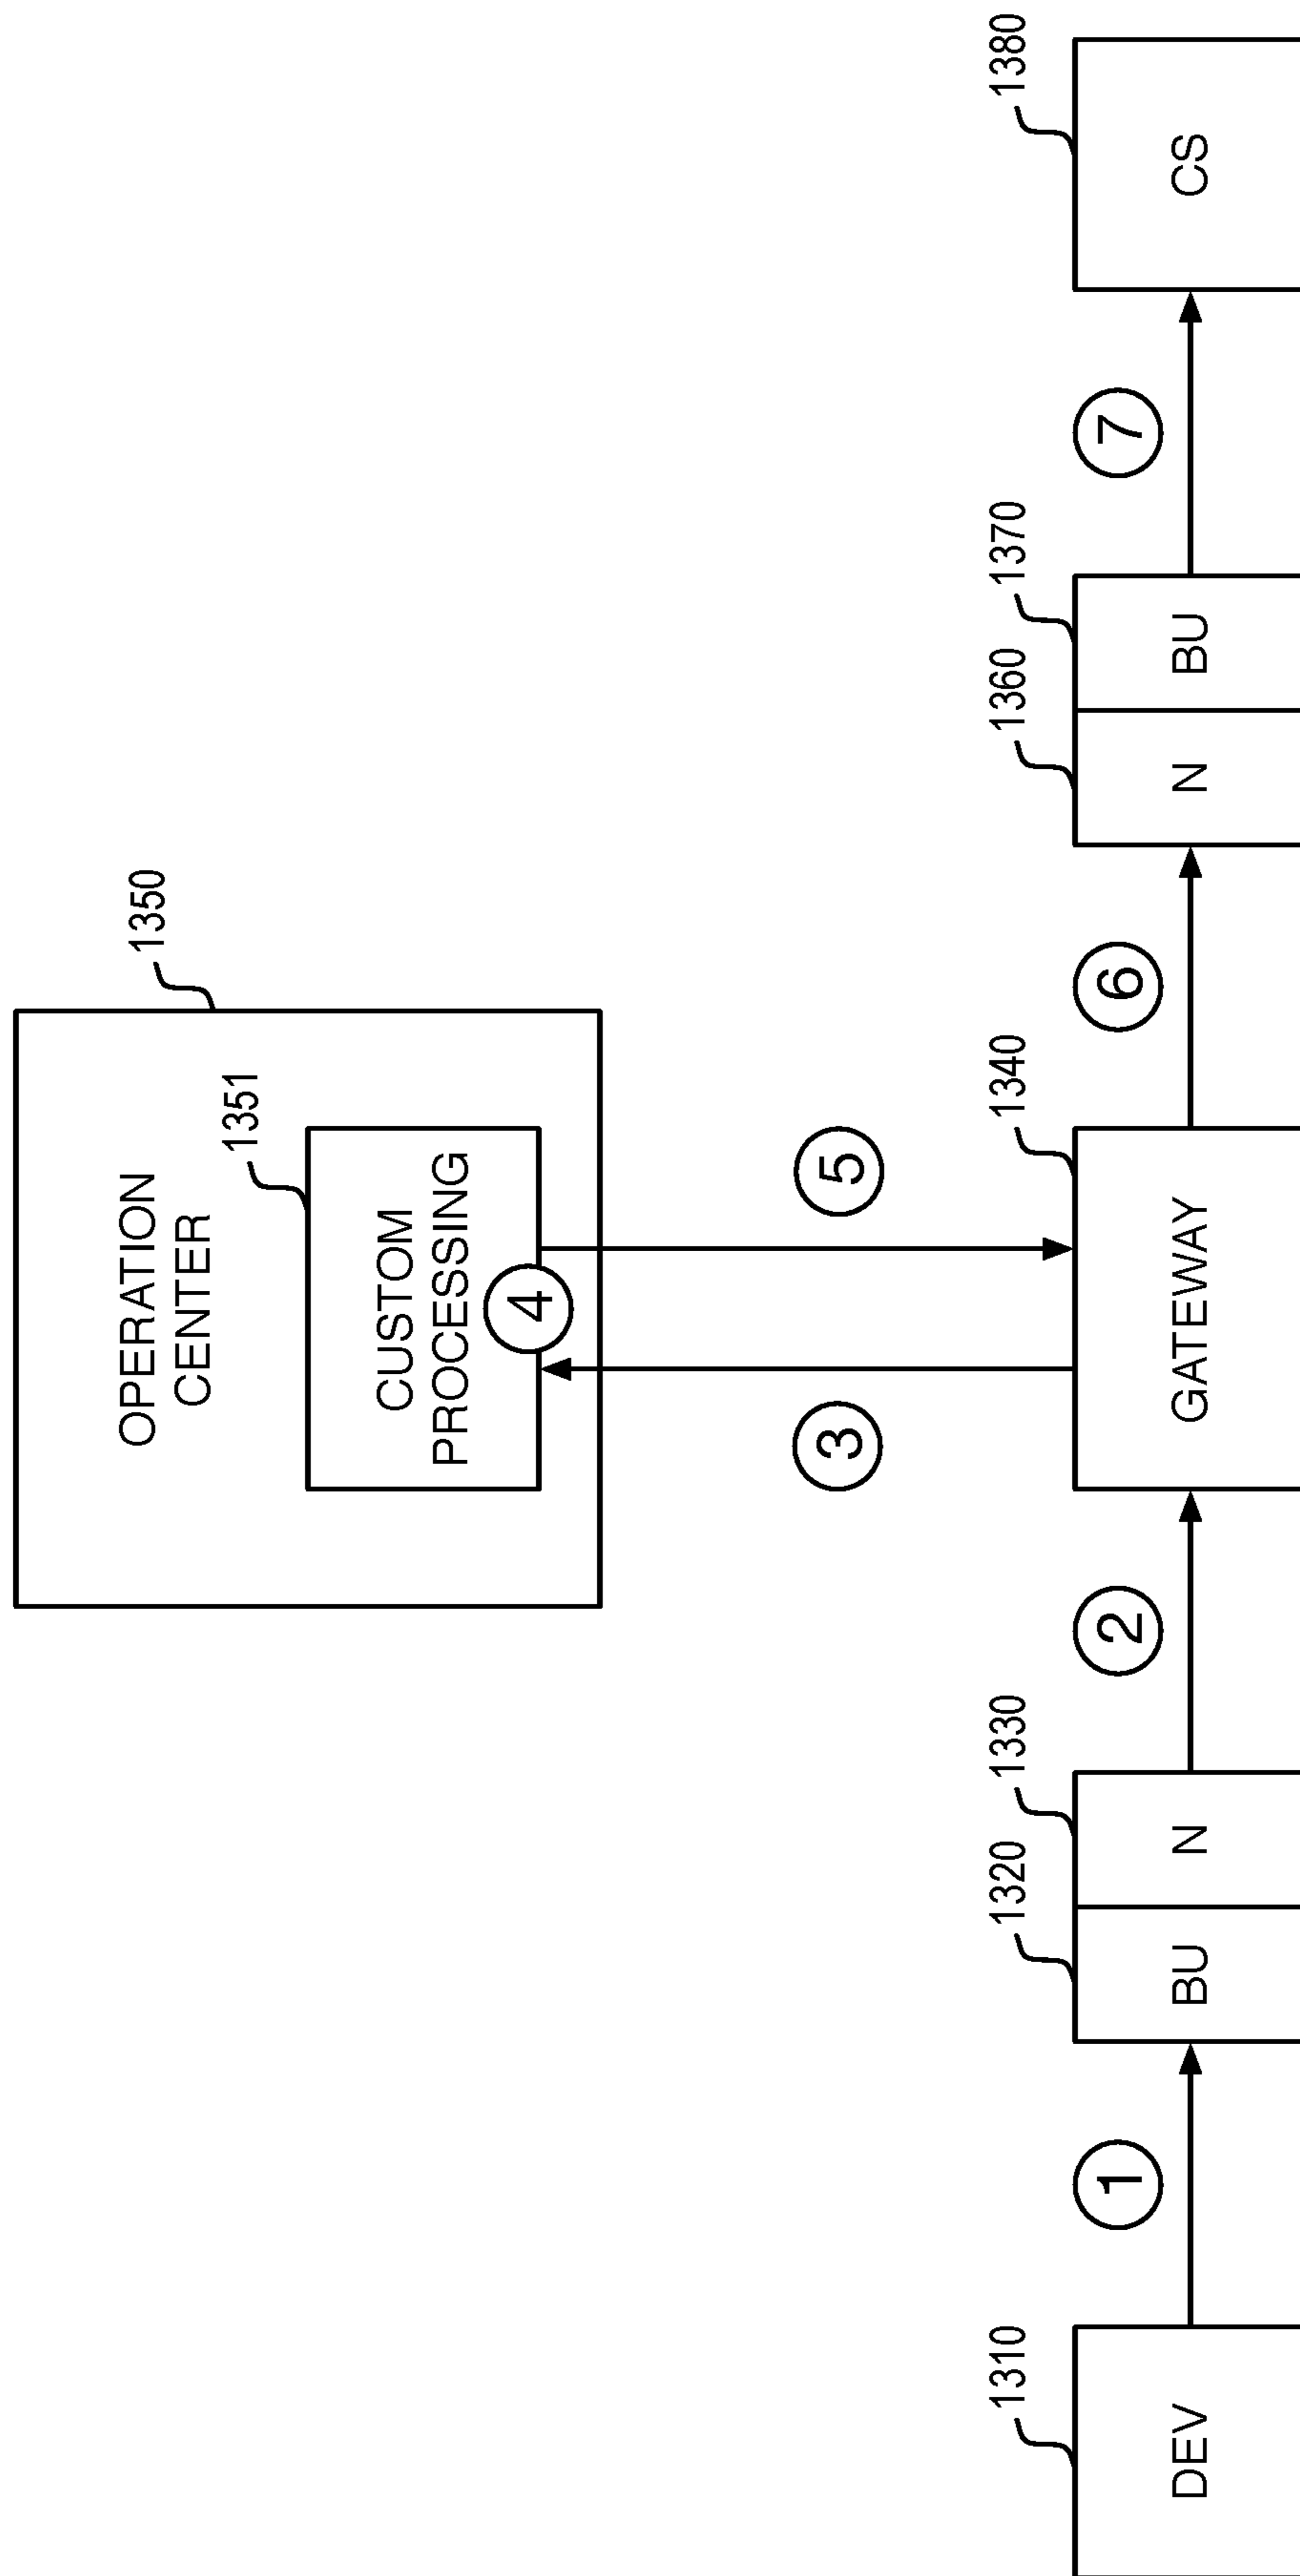 1350
OPERATION
CENTER
1351
CUSTOM
PROCESSING
4
3
5
1310
DEV
1
1320
BU
1330
N
2
1340
GATEWAY
6
1360
N
1370
BU
7
1380
CS